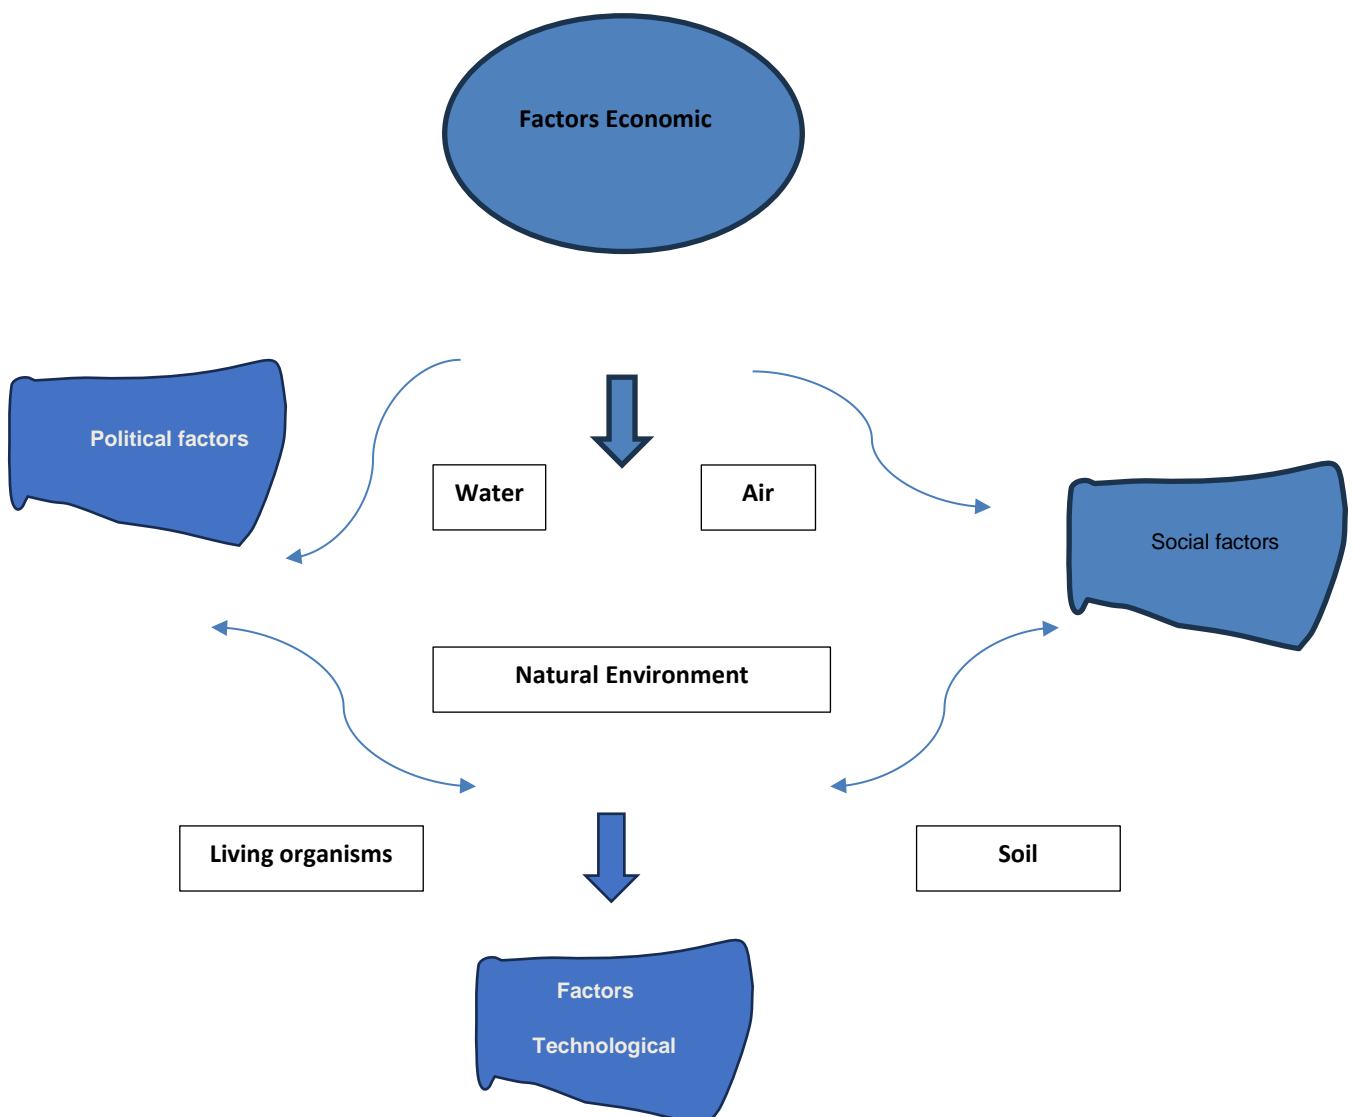 Factors Economic
Political factors
Water
Air
Social factors
Natural Environment
Living organisms
Soil
Factors
Technological